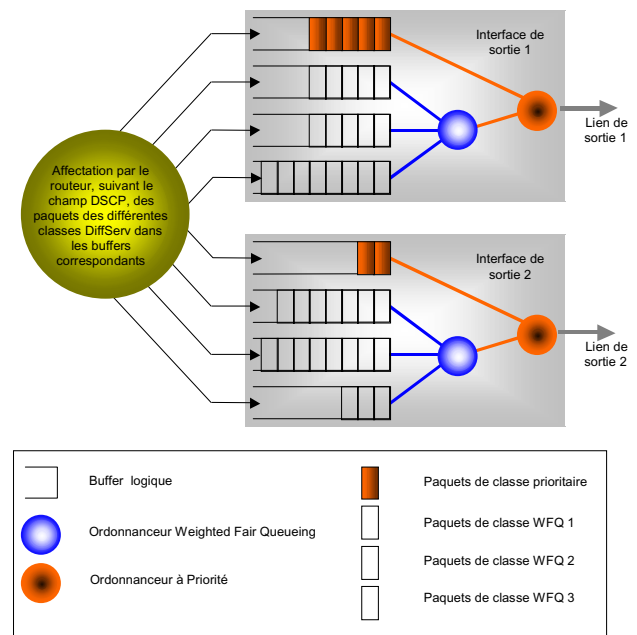 Interface de
sortie 1
Lien de
sortie 1
Affectation par le
routeur, suivant le
champ DSCP, des
paquets des différentes
classes DiffServ dans
les buffers
correspondants
Interface de
sortie 2
Lien de
sortie 2
Buffer logique
Ordonnanceur Weighted Fair Queueing
Ordonnanceur à Priorité
Paquets de classe prioritaire
Paquets de classe WFQ 1
Paquets de classe WFQ 2
Paquets de classe WFQ 3